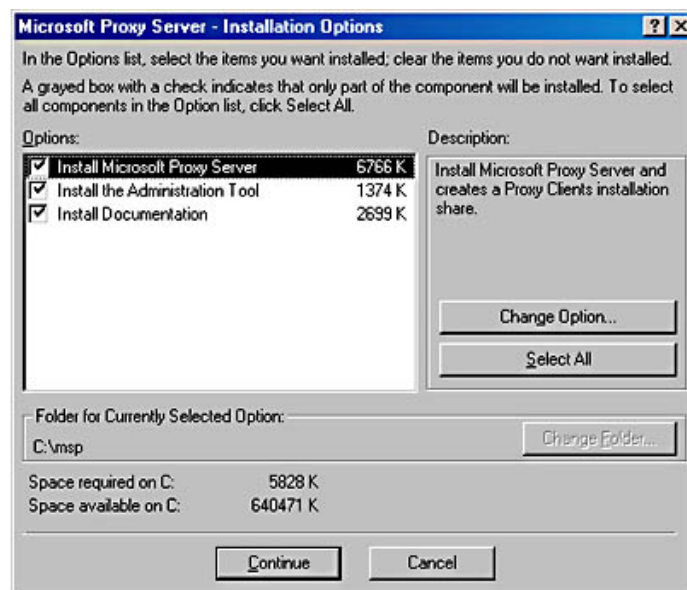 Microsoft Proxy Server - Installation Options
In the Options list, select the items you want installed; clear the items you do not want installed.
A grayed box with a check indicates that only part of the component will be installed. To select
all components in the Option list, click Select All.
Options:
Install Microsoft Proxy Server 6766 K
Install the Administration Tool 1374 K
Install Documentation 2699 K
Description:
Install Microsoft Proxy Server and
creates a Proxy Clients installation
share.
Change Option...
Select All
Folder for Currently Selected Option:
C:\msp
Change Folder...
Space required on C: 5828 K
Space available on C: 640471 K
Continue
Cancel